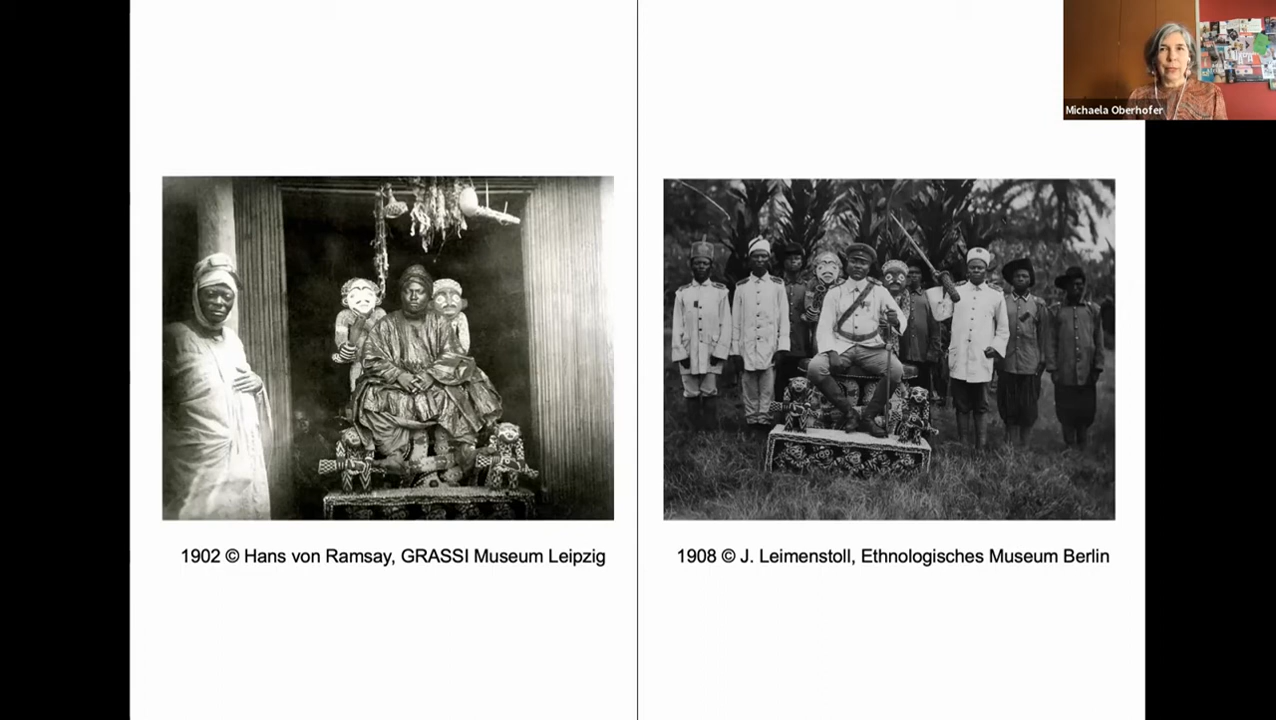 Michaela Oberhofer
1902 © Hans von Ramsay, GRASSI Museum Leipzig
1908 © J. Leimenstoll, Ethnologisches Museum Berlin